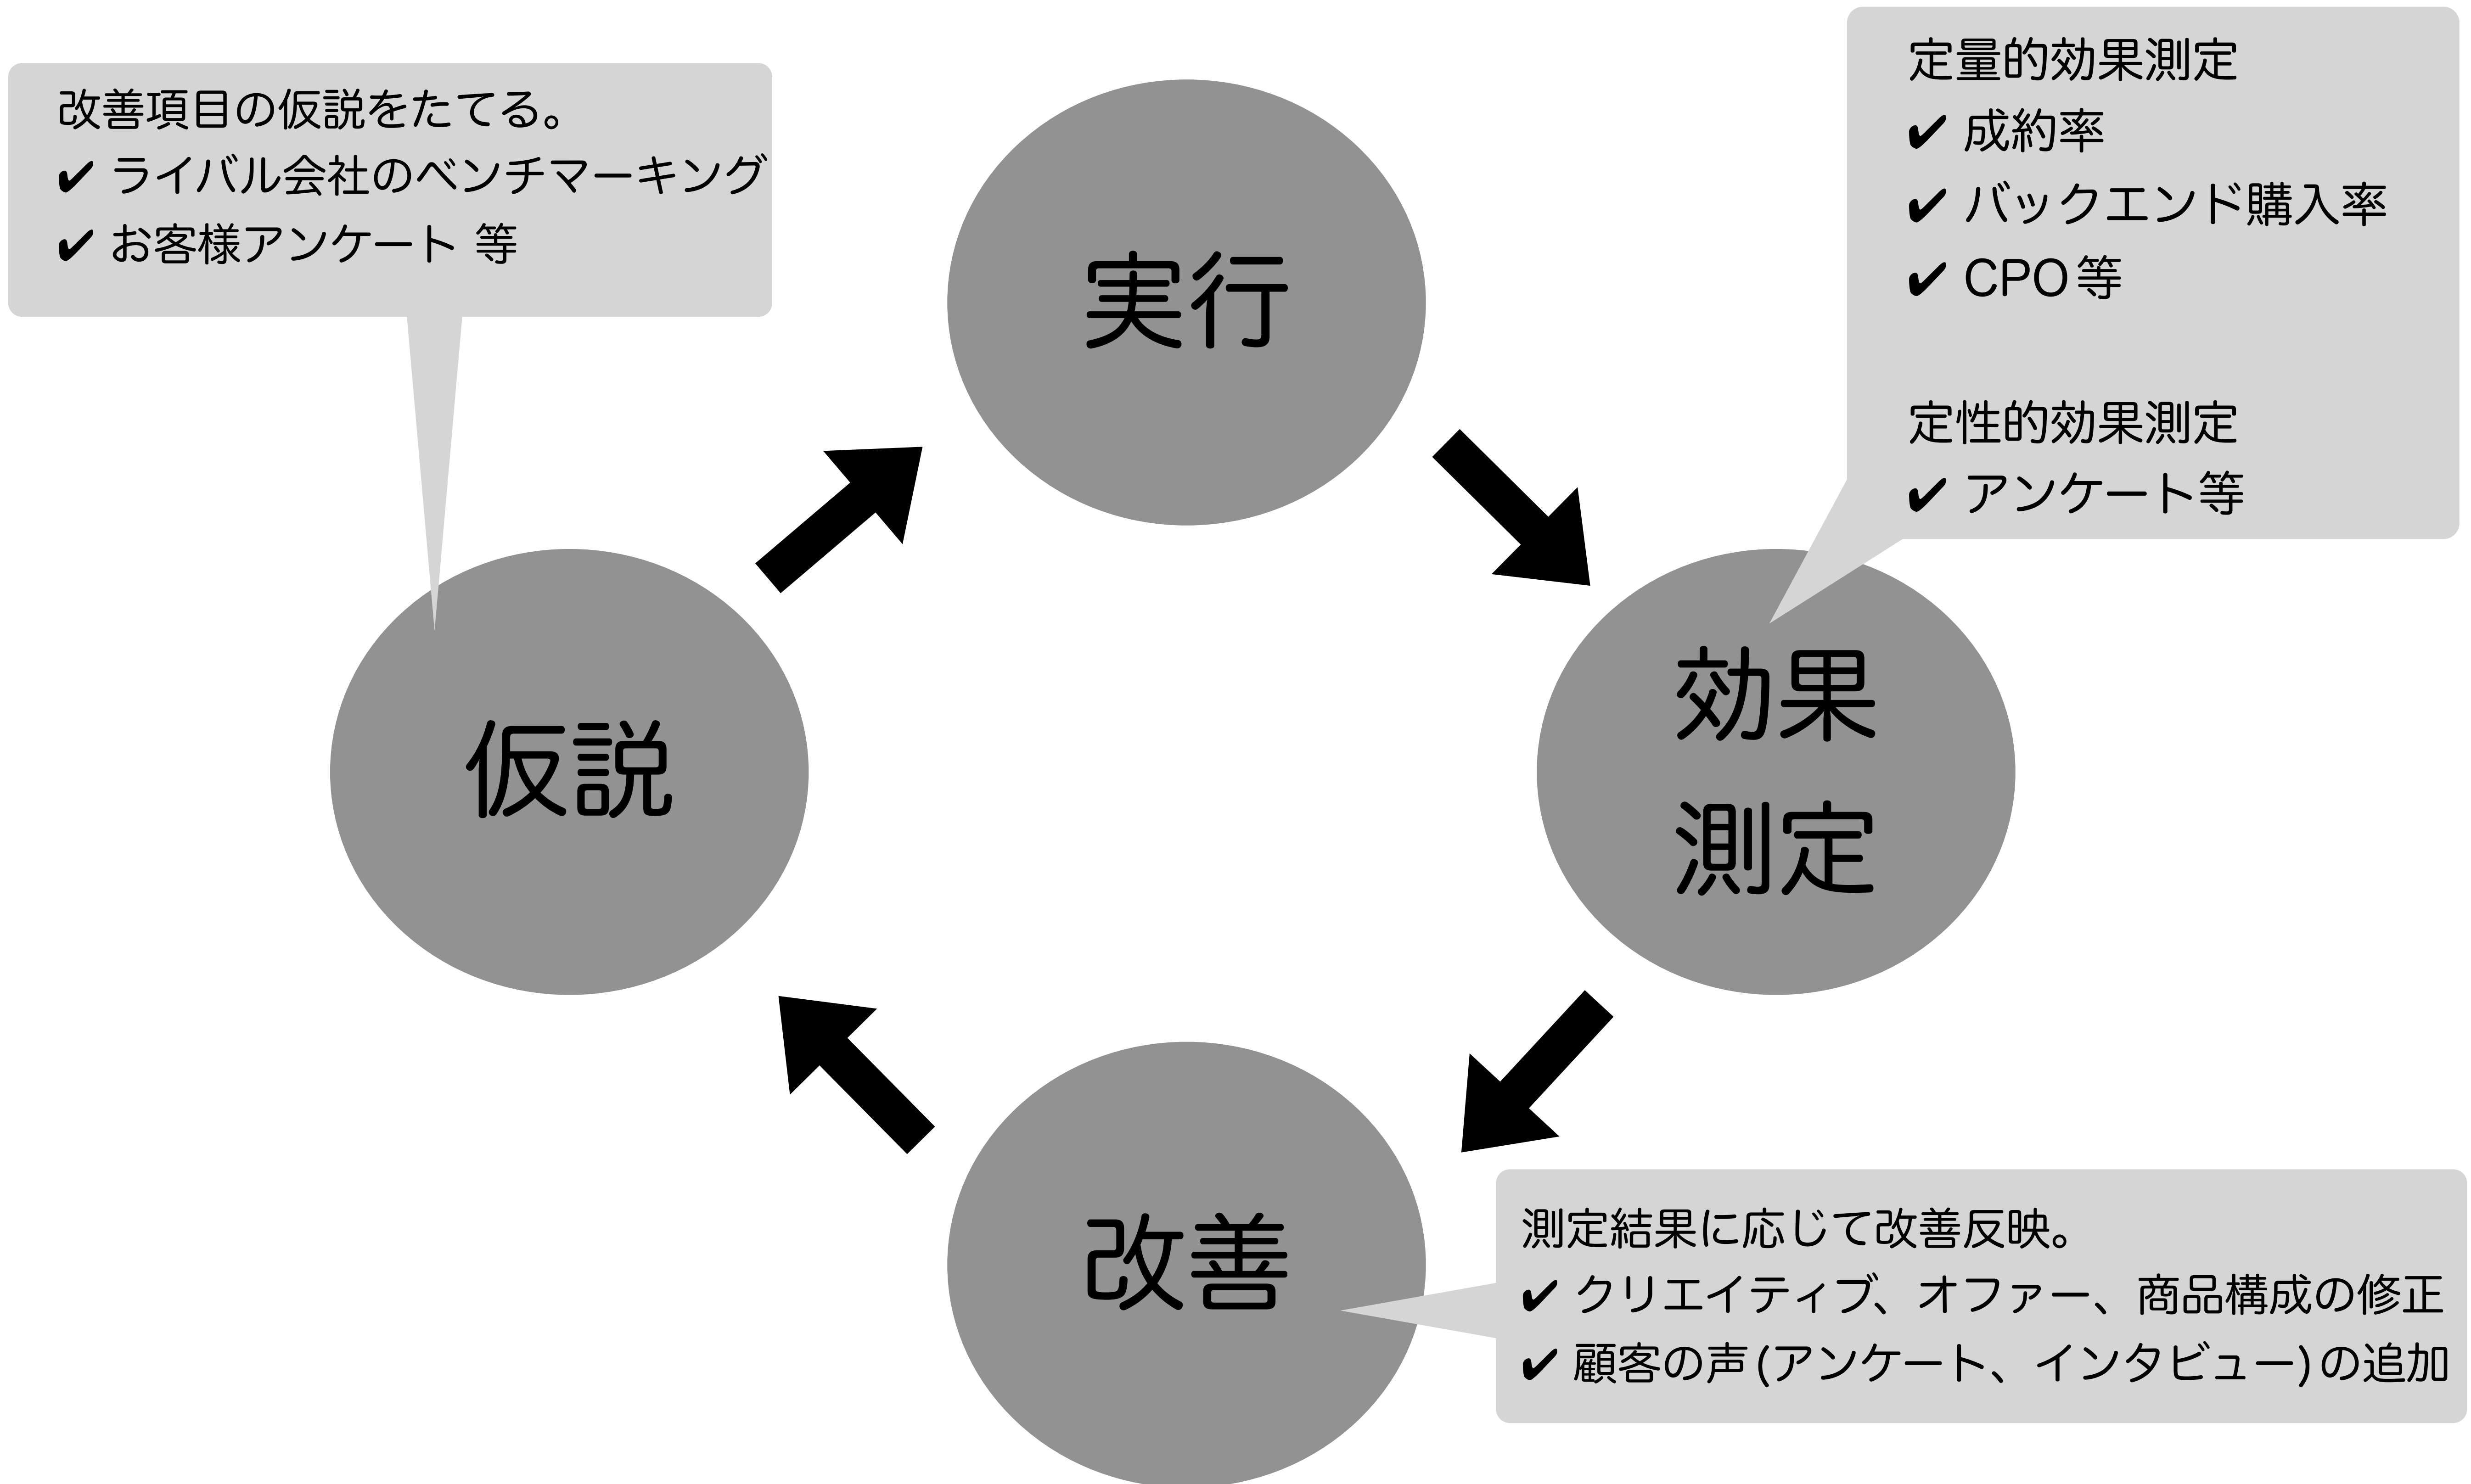 改善項目の仮説をたてる。
✔ ライバル会社のベンチマーキング
✔ お客様アンケート 等
実行
定量的効果測定
✔ 成約率
✔ バックエンド購入率
✔ CPO 等
定性的効果測定
✔ アンケート等
仮説
効果
測定
改善
測定結果に応じて改善反映。
✔ クリエイティブ、オファー、商品構成の修正
✔ 顧客の声(アンケート、インタビュー)の追加